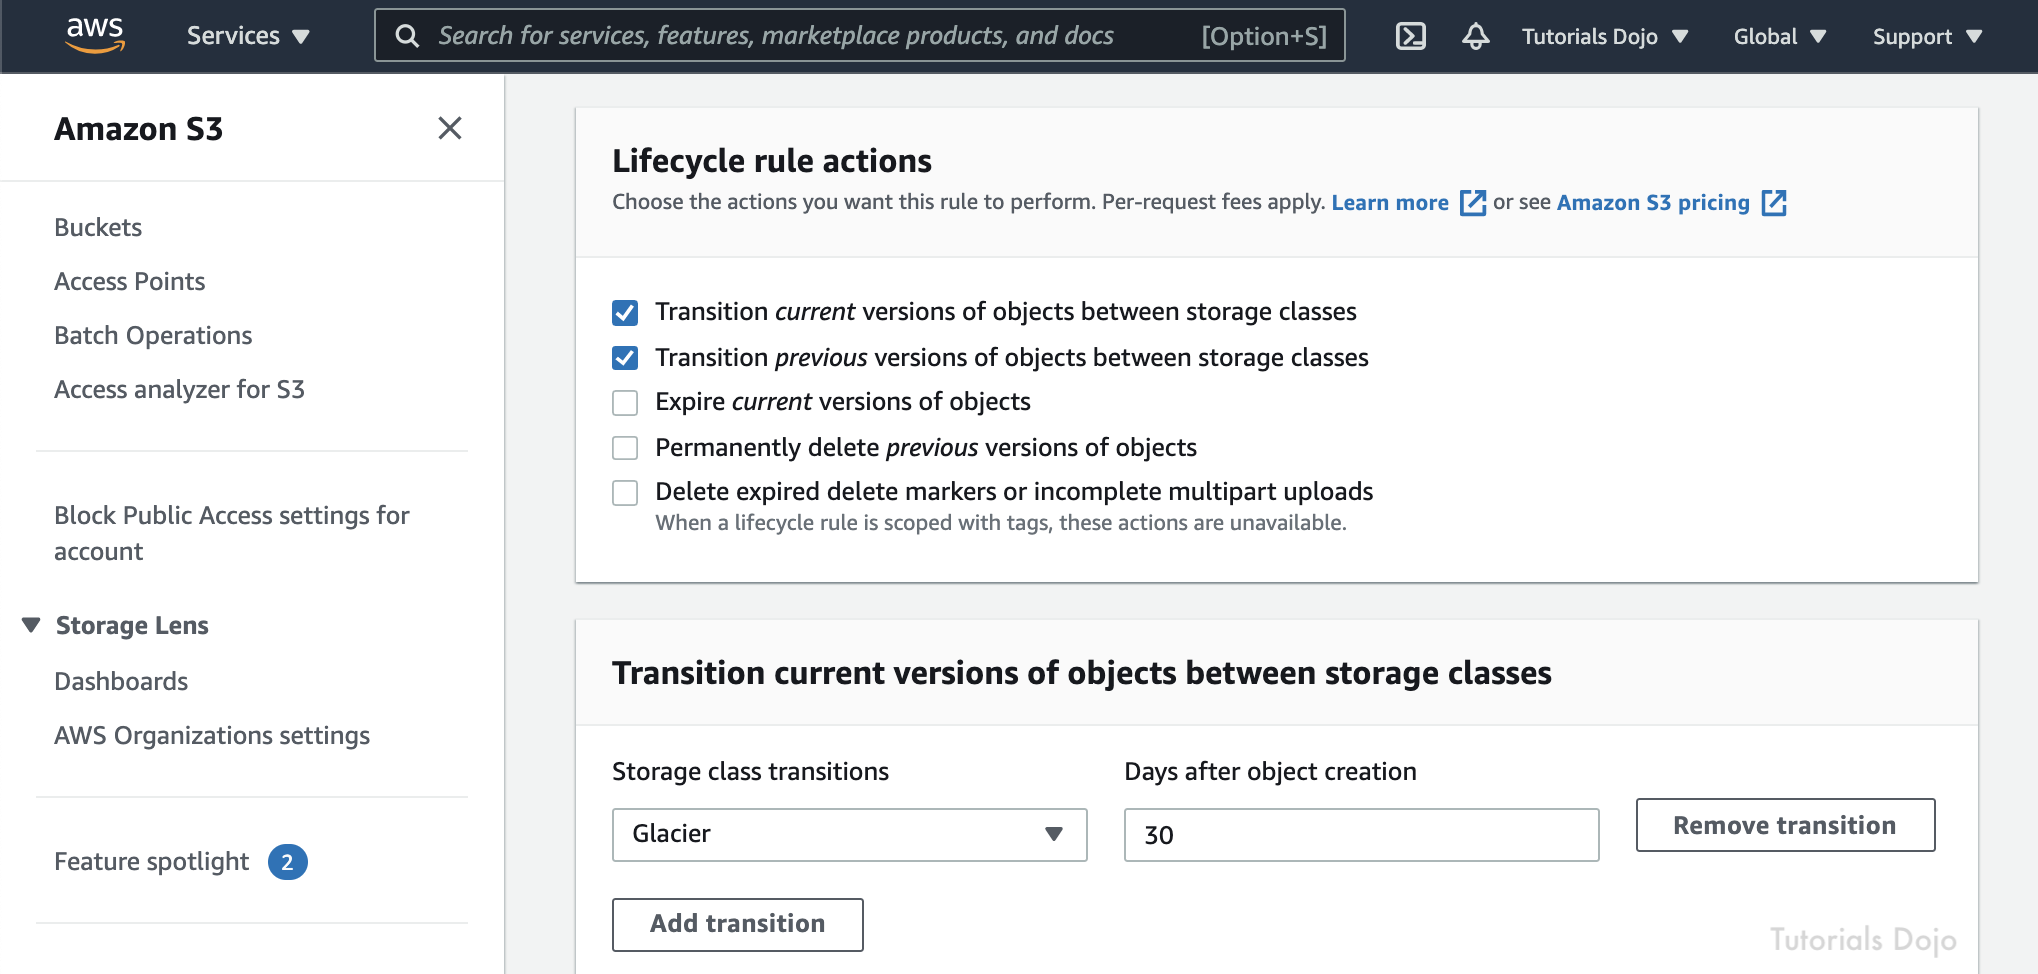 aws
Services
Search for services, features, marketplace products, and docs
[Option+S]
Tutorials Dojo
Global
Support
Amazon S3
Buckets
Access Points
Batch Operations
Access analyzer for S3
Block Public Access settings for
account
Storage Lens
Dashboards
AWS Organizations settings
Feature spotlight 2
Lifecycle rule actions
Choose the actions you want this rule to perform. Per-request fees apply. Learn more or see Amazon S3 pricing
Transition current versions of objects between storage classes
Transition previous versions of objects between storage classes
Expire current versions of objects
Permanently delete previous versions of objects
Delete expired delete markers or incomplete multipart uploads
When a lifecycle rule is scoped with tags, these actions are unavailable.
Transition current versions of objects between storage classes
Storage class transitions
Days after object creation
Glacier
30
Remove transition
Add transition
Tutorials Dojo